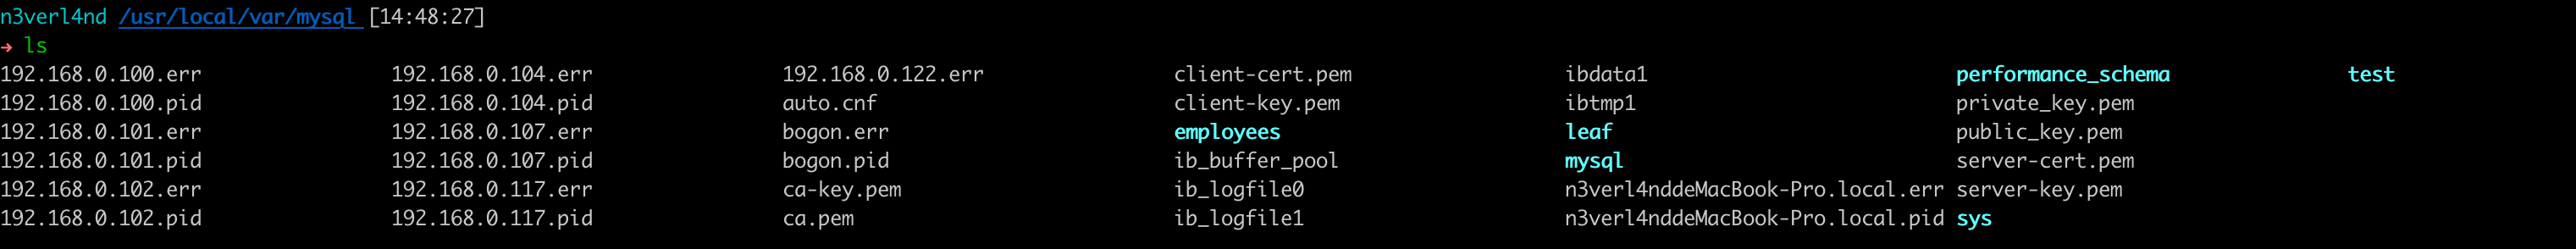 n3verl4nd /usr/local/var/mysql [14:48:27]
→ ls
192.168.0.100.err 192.168.0.104.err 192.168.0.122.err client-cert.pem ibdata1 performance_schema test
192.168.0.100.pid 192.168.0.104.pid auto.cnf client-key.pem ibtmp1 private_key.pem
192.168.0.101.err 192.168.0.107.err bogon.err employees leaf public_key.pem
192.168.0.101.pid 192.168.0.107.pid bogon.pid ib_buffer_pool mysql server-cert.pem
192.168.0.102.err 192.168.0.117.err ca-key.pem ib_logfile0 n3verl4nddeMacBook-Pro.local.err server-key.pem
192.168.0.102.pid 192.168.0.117.pid ca.pem ib_logfile1 n3verl4nddeMacBook-Pro.local.pid sys